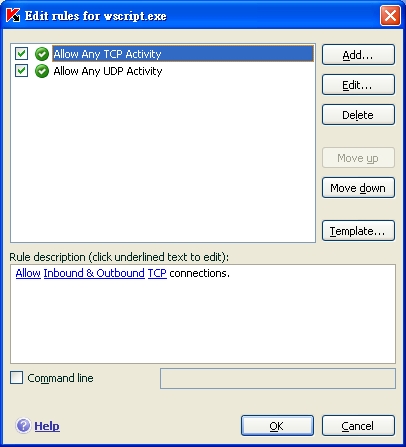 Edit rules for wscript.exe
Allow Any TCP Activity
Allow Any UDP Activity
Add...
Edit...
Delete
Move up
Move down
Template...
Rule description (click underlined text to edit):
Allow Inbound & Outbound TCP connections.
Command line
Help
OK
Cancel